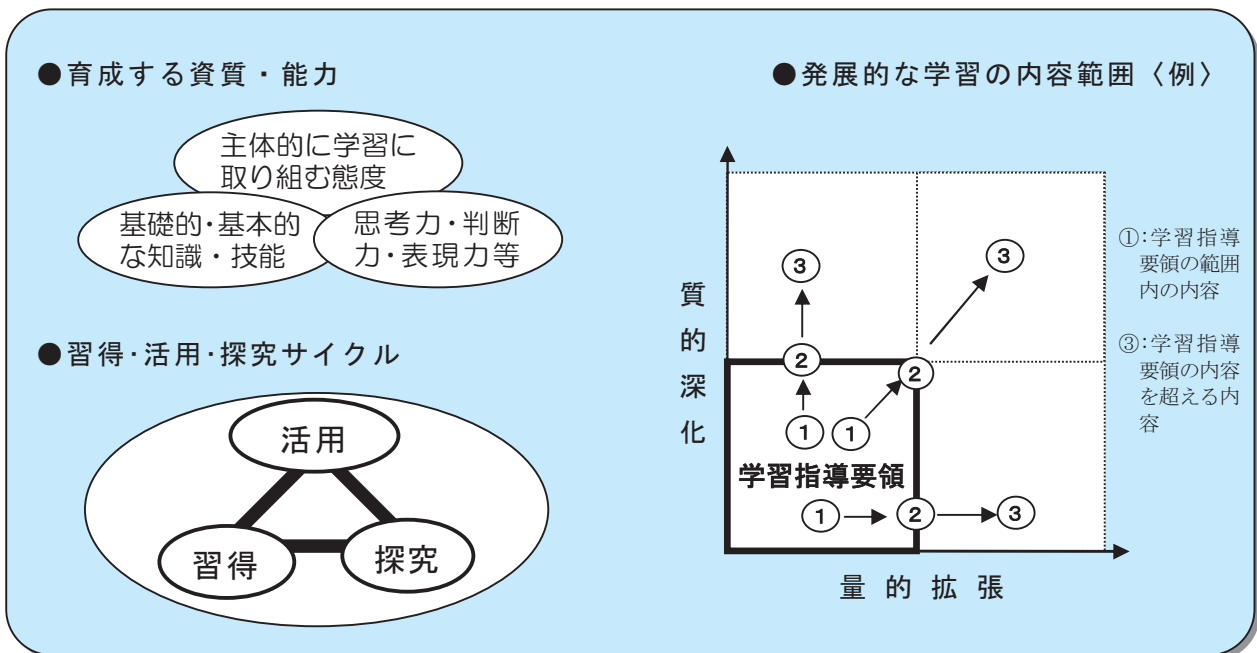 ●育成する資質・能力
主体的に学習に
取り組む態度
基礎的・基本的
な知識・技能
思考力・判断
力・表現力等
●習得・活用・探究サイクル
活用
習得
探究
●発展的な学習の内容範囲〈例〉
質的深化
③
③
②
②
①
①
学習指導要領
①
②
③
量的拡張
①:学習指導
要領の範囲
内の内容
③:学習指導
要領の内容
を超える内
容